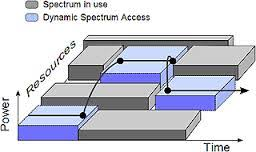 Spectrum in use
Dynamic Spectrum Access
Resources
Power
Time